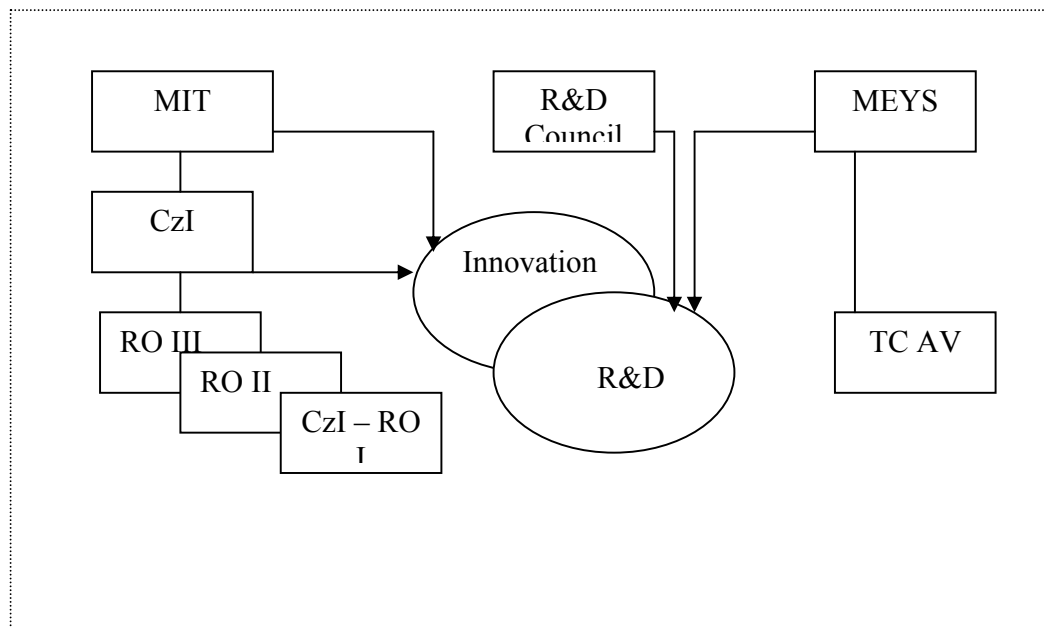 MIT
R&D
Council
MEYS
CzI
Innovation
RO III
TC AV
RO II
R&D
CzI – RO
I